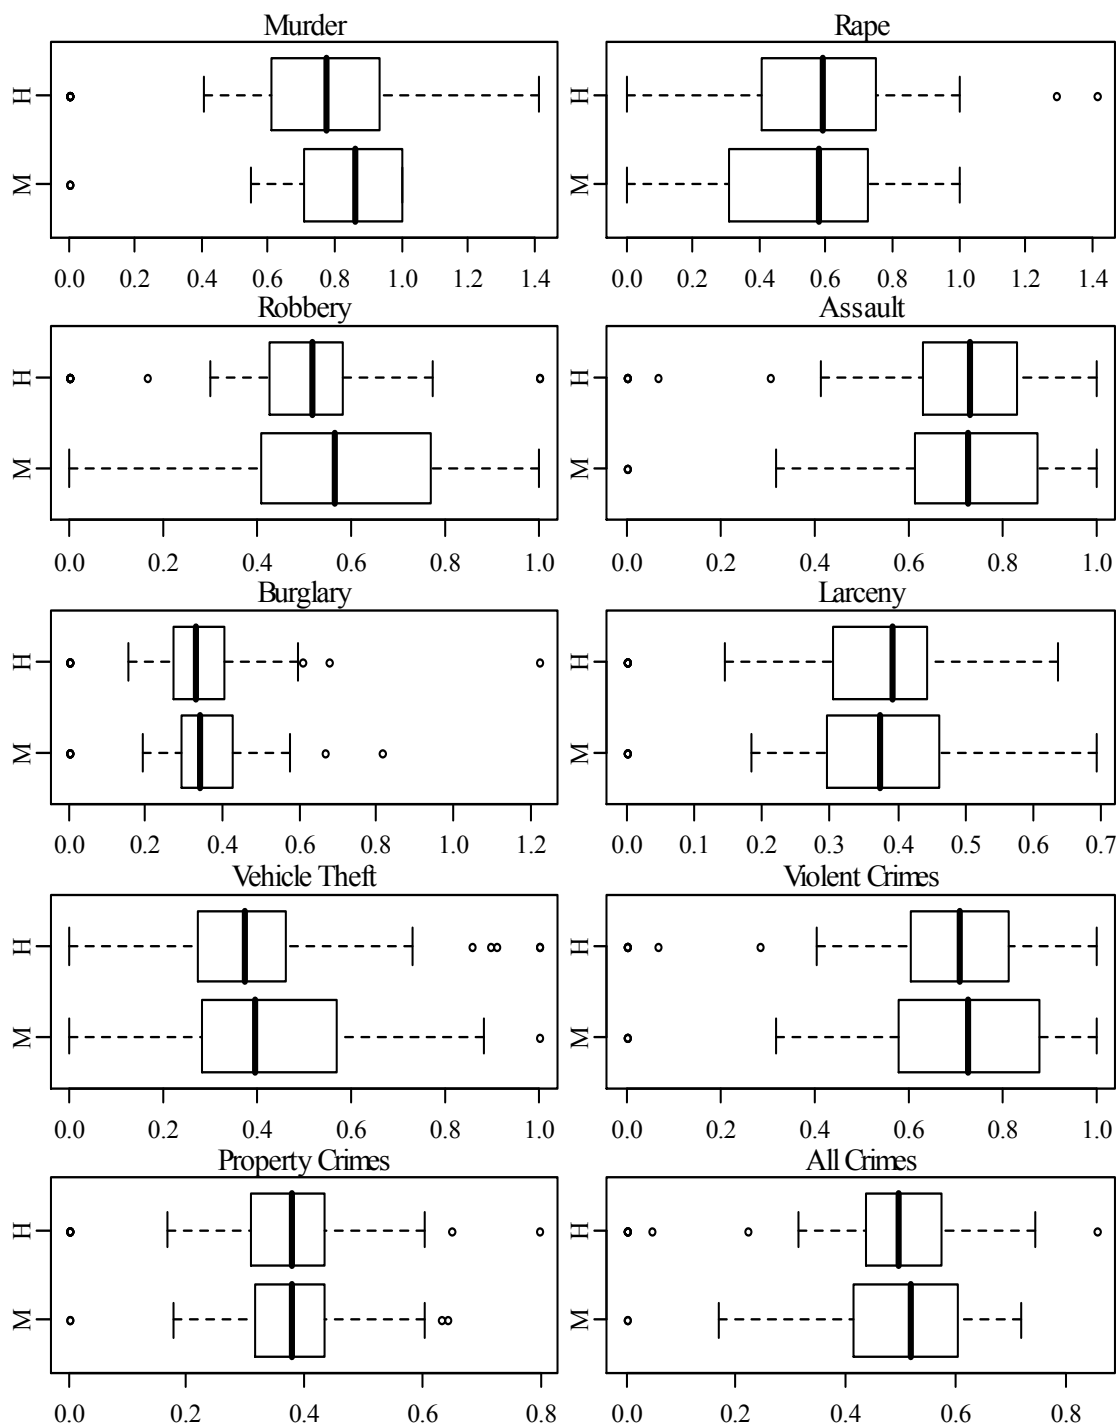 Murder
H
M
0.0 0.2 0.4 0.6 0.8 1.0 1.2 1.4
Rape
H
M
0.0 0.2 0.4 0.6 0.8 1.0 1.2 1.4
Robbery
H
M
0.0 0.2 0.4 0.6 0.8 1.0
Assault
H
M
0.0 0.2 0.4 0.6 0.8 1.0
Burglary
H
M
0.0 0.2 0.4 0.6 0.8 1.0 1.2
Larceny
H
M
0.0 0.1 0.2 0.3 0.4 0.5 0.6 0.7
Vehicle Theft
H
M
0.0 0.2 0.4 0.6 0.8 1.0
Violent Crimes
H
M
0.0 0.2 0.4 0.6 0.8 1.0
Property Crimes
H
M
0.0 0.2 0.4 0.6 0.8
All Crimes
H
M
0.0 0.2 0.4 0.6 0.8